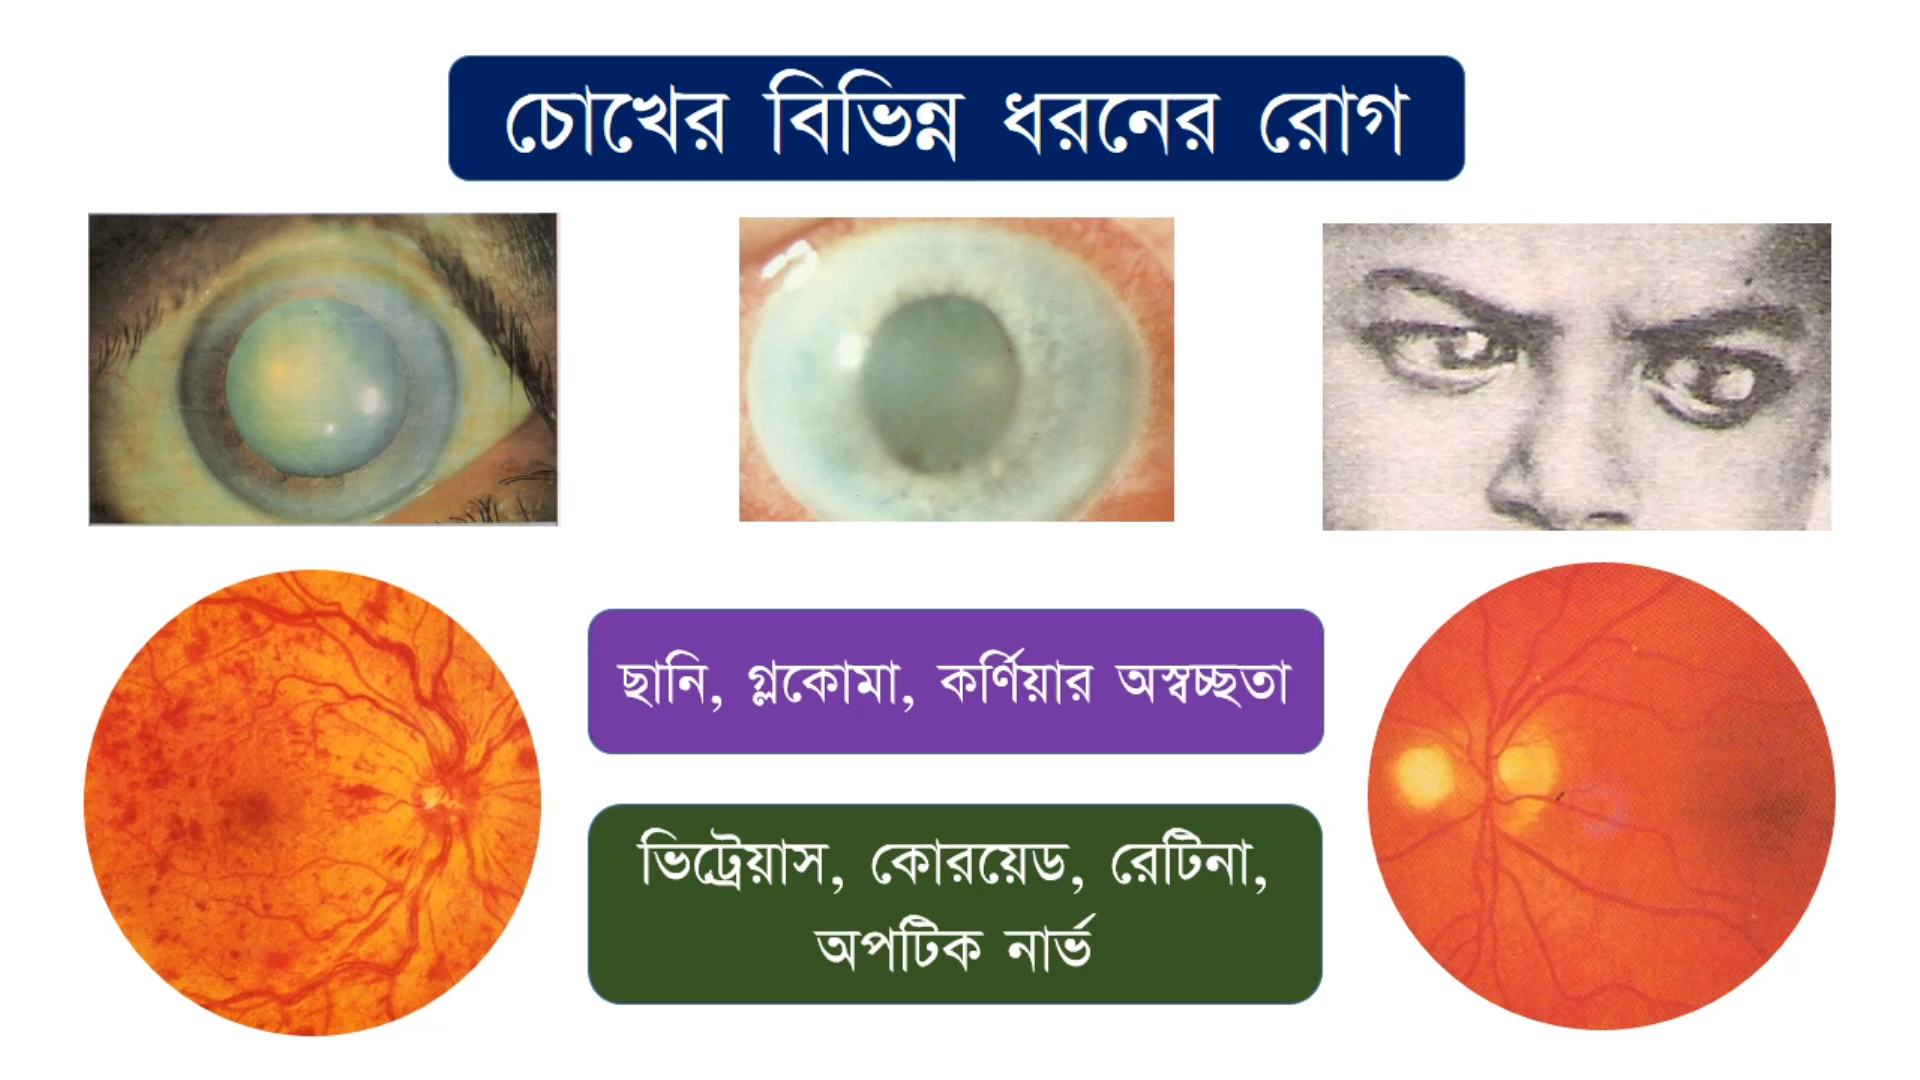 চোখের বিভিন্ন ধরনের রোগ
ছানি, গ্লকোমা, কর্ণিয়ার অস্বচ্ছতা
ভিট্রেয়াস, কোরয়েড, রেটিনা,
অপটিক নার্ভ